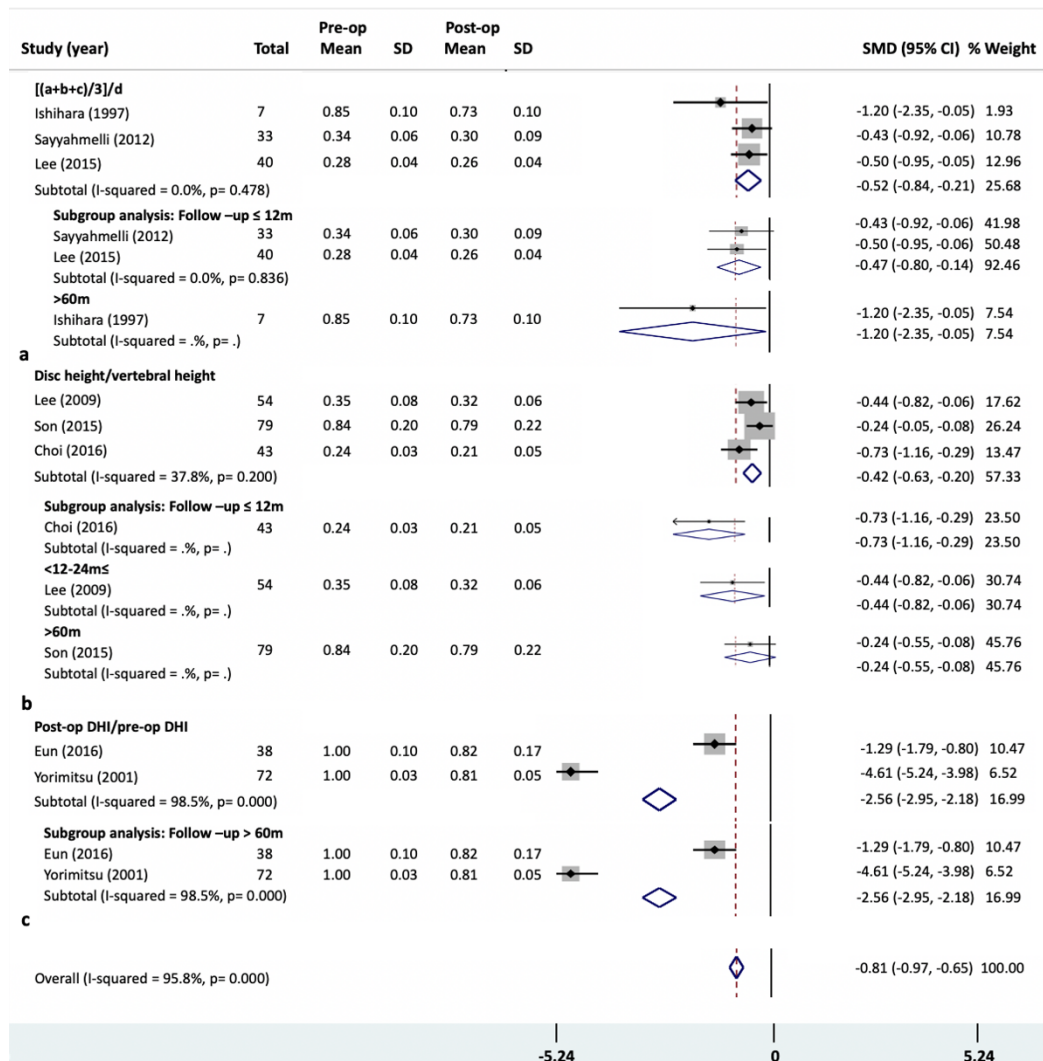 Pre-op Post-op
Study (year) Total Mean SD Mean SD SMD (95% CI) % Weight
[(a+b+c)/3]/d
Ishihara (1997) 7 0.85 0.10 0.73 0.10 -1.20 (-2.35, -0.05) 1.93
Sayyahmelli (2012) 33 0.34 0.06 0.30 0.09 -0.43 (-0.92, -0.06) 10.78
Lee (2015) 40 0.28 0.04 0.26 0.04 -0.50 (-0.95, -0.05) 12.96
Subtotal (I-squared = 0.0%, p= 0.478) -0.52 (-0.84, -0.21) 25.68
Subgroup analysis: Follow –up ≤ 12m
Sayyahmelli (2012) 33 0.34 0.06 0.30 0.09 -0.43 (-0.92, -0.06) 41.98
Lee (2015) 40 0.28 0.04 0.26 0.04 -0.50 (-0.95, -0.06) 50.48
Subtotal (I-squared = 0.0%, p= 0.836) -0.47 (-0.80, -0.14) 92.46
>60m
Ishihara (1997) 7 0.85 0.10 0.73 0.10 -1.20 (-2.35, -0.05) 7.54
Subtotal (I-squared = .%, p= .) -1.20 (-2.35, -0.05) 7.54
a
Disc height/vertebral height
Lee (2009) 54 0.35 0.08 0.32 0.06 -0.44 (-0.82, -0.06) 17.62
Son (2015) 79 0.84 0.20 0.79 0.22 -0.24 (-0.05, -0.08) 26.24
Choi (2016) 43 0.24 0.03 0.21 0.05 -0.73 (-1.16, -0.29) 13.47
Subtotal (I-squared = 37.8%, p= 0.200) -0.42 (-0.63, -0.20) 57.33
Subgroup analysis: Follow –up ≤ 12m
Choi (2016) 43 0.24 0.03 0.21 0.05 -0.73 (-1.16, -0.29) 23.50
Subtotal (I-squared = .%, p= .) -0.73 (-1.16, -0.29) 23.50
<12-24m≤
Lee (2009) 54 0.35 0.08 0.32 0.06 -0.44 (-0.82, -0.06) 30.74
Subtotal (I-squared = .%, p= .) -0.44 (-0.82, -0.06) 30.74
>60m
Son (2015) 79 0.84 0.20 0.79 0.22 -0.24 (-0.55, -0.08) 45.76
Subtotal (I-squared = .%, p= .) -0.24 (-0.55, -0.08) 45.76
b
Post-op DHI/pre-op DHI
Eun (2016) 38 1.00 0.10 0.82 0.17 -1.29 (-1.79, -0.80) 10.47
Yorimitsu (2001) 72 1.00 0.03 0.81 0.05 -4.61 (-5.24, -3.98) 6.52
Subtotal (I-squared = 98.5%, p= 0.000) -2.56 (-2.95, -2.18) 16.99
Subgroup analysis: Follow –up > 60m
Eun (2016) 38 1.00 0.10 0.82 0.17 -1.29 (-1.79, -0.80) 10.47
Yorimitsu (2001) 72 1.00 0.03 0.81 0.05 -4.61 (-5.24, -3.98) 6.52
Subtotal (I-squared = 98.5%, p= 0.000) -2.56 (-2.95, -2.18) 16.99
c
Overall (I-squared = 95.8%, p= 0.000) -0.81 (-0.97, -0.65) 100.00
-5.24 0 5.24